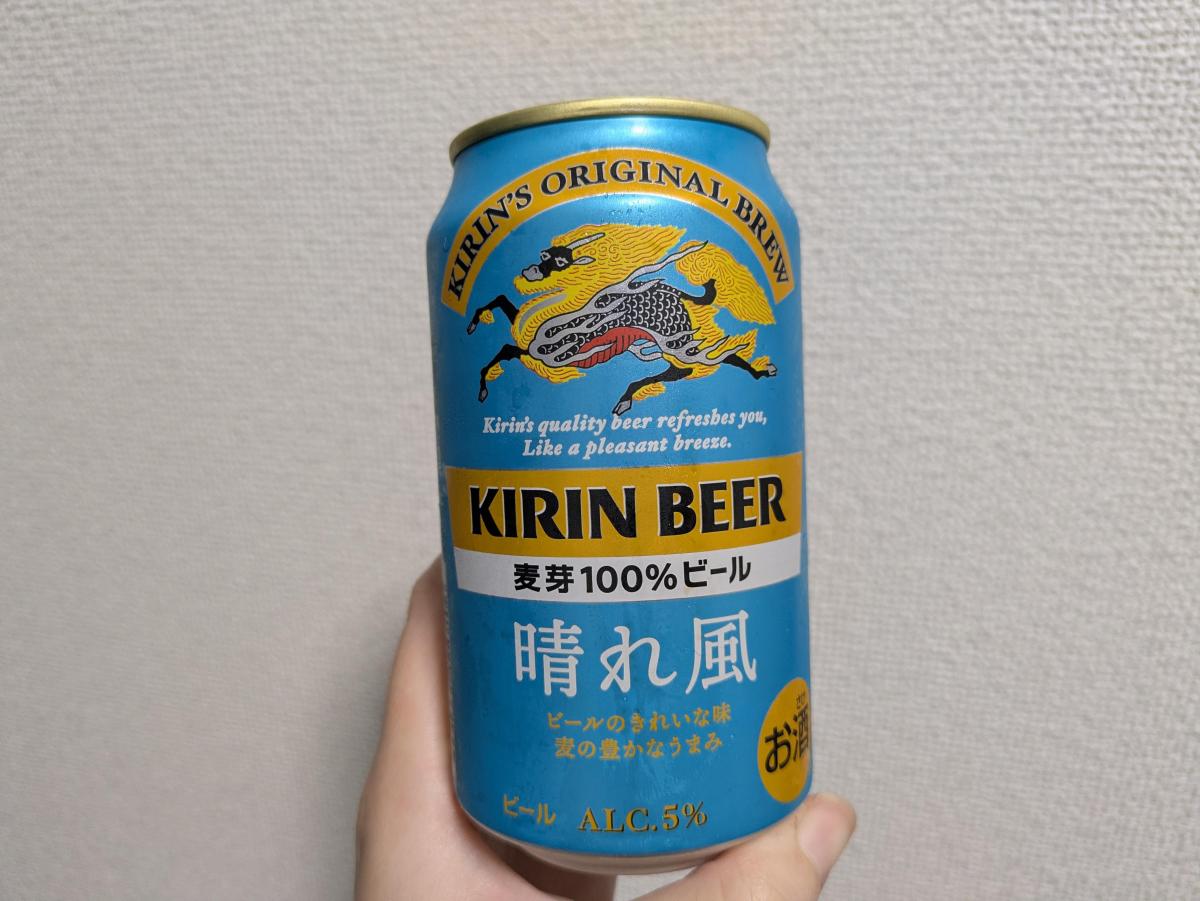 KIRIN'S ORIGINAL BREW
Kirin's quality beer refreshes you,
Like a pleasant breeze.
KIRIN BEER
麦芽100%ビール
晴れ風
ビールのきれいな味
麦の豊かなうまみ
さけ
お酒
ビール ALC.5%